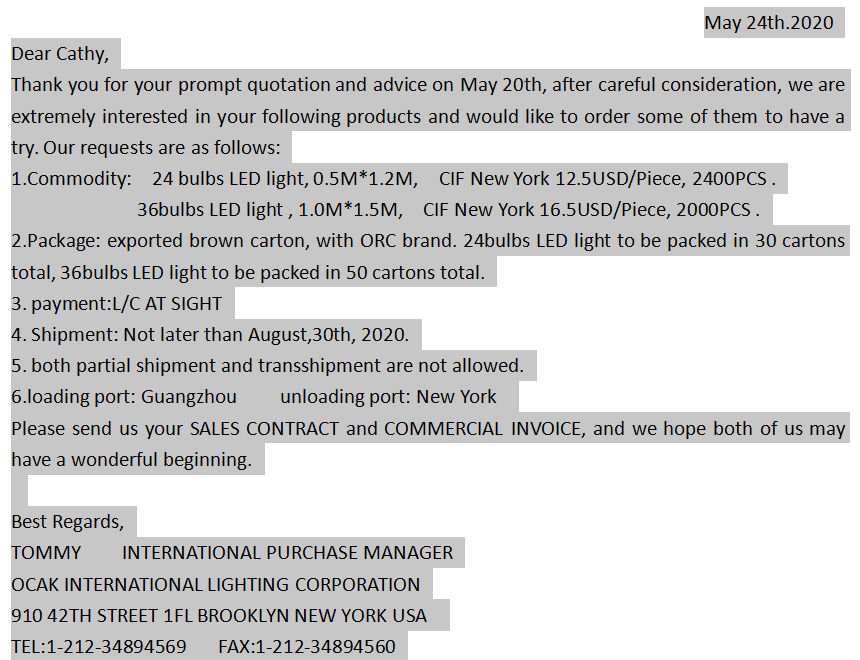 May 24th.2020
Dear Cathy,
Thank you for your prompt quotation and advice on May 20th, after careful consideration, we are
extremely interested in your following products and would like to order some of them to have a
try. Our requests are as follows:
1.Commodity: 24 bulbs LED light, 0.5M*1.2M, CIF New York 12.5USD/Piece, 2400PCS .
36bulbs LED light , 1.0M*1.5M, CIF New York 16.5USD/Piece, 2000PCS .
2.Package: exported brown carton, with ORC brand. 24bulbs LED light to be packed in 30 cartons
total, 36bulbs LED light to be packed in 50 cartons total.
3. payment:L/C AT SIGHT
4. Shipment: Not later than August,30th, 2020.
5. both partial shipment and transshipment are not allowed.
6.loading port: Guangzhou unloading port: New York
Please send us your SALES CONTRACT and COMMERCIAL INVOICE, and we hope both of us may
have a wonderful beginning.
Best Regards,
TOMMY INTERNATIONAL PURCHASE MANAGER
OCAK INTERNATIONAL LIGHTING CORPORATION
910 42TH STREET 1FL BROOKLYN NEW YORK USA
TEL:1-212-34894569 FAX:1-212-34894560